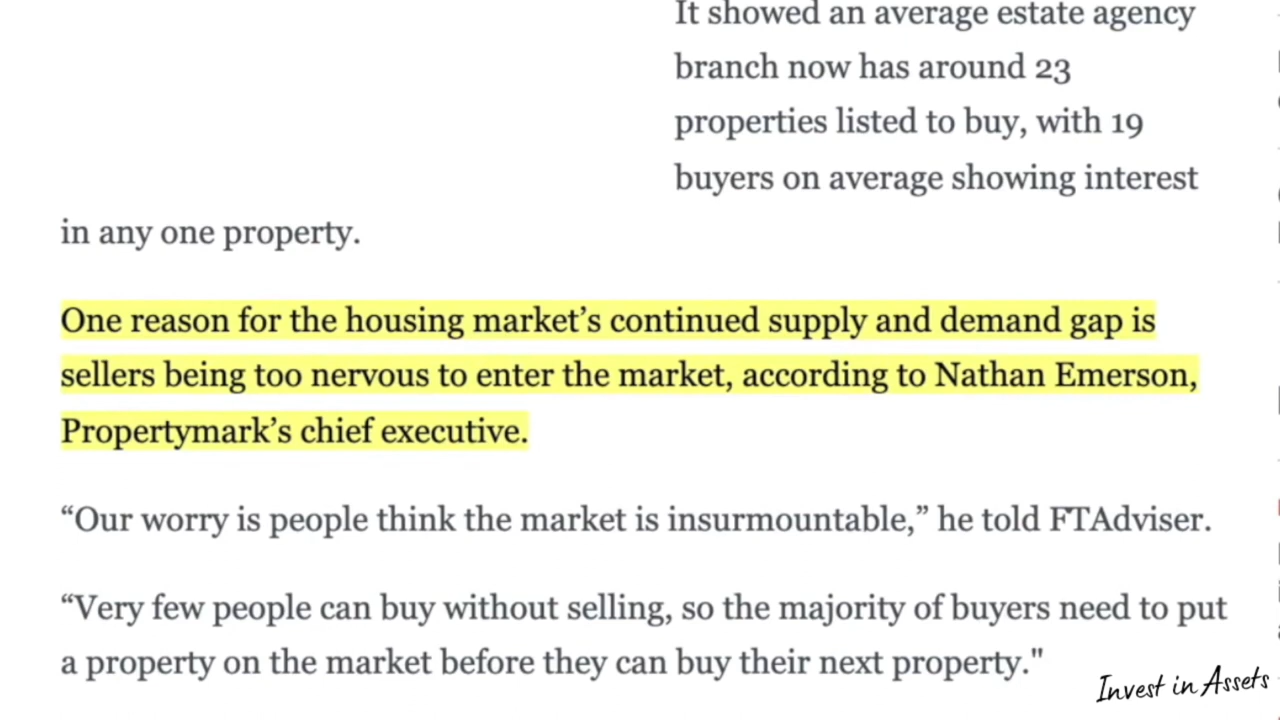 It showed an average estate agency
branch now has around 23
properties listed to buy, with 19
buyers on average showing interest
in any one property.
One reason for the housing market’s continued supply and demand gap is
sellers being too nervous to enter the market, according to Nathan Emerson,
Propertymark’s chief executive.
“Our worry is people think the market is insurmountable,” he told FTAdviser.
“Very few people can buy without selling, so the majority of buyers need to put
a property on the market before they can buy their next property."
Invest in Assets